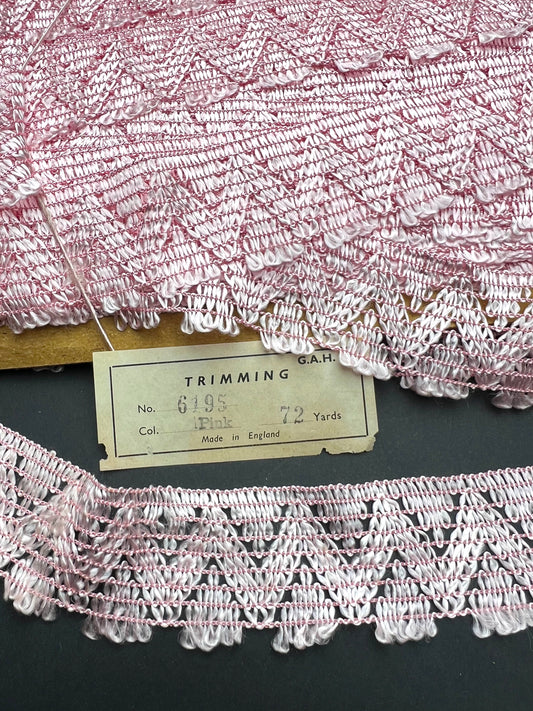 G.A.H.
TRIMMING
No. 6195
72 Yards
Col. Pink
Made in England